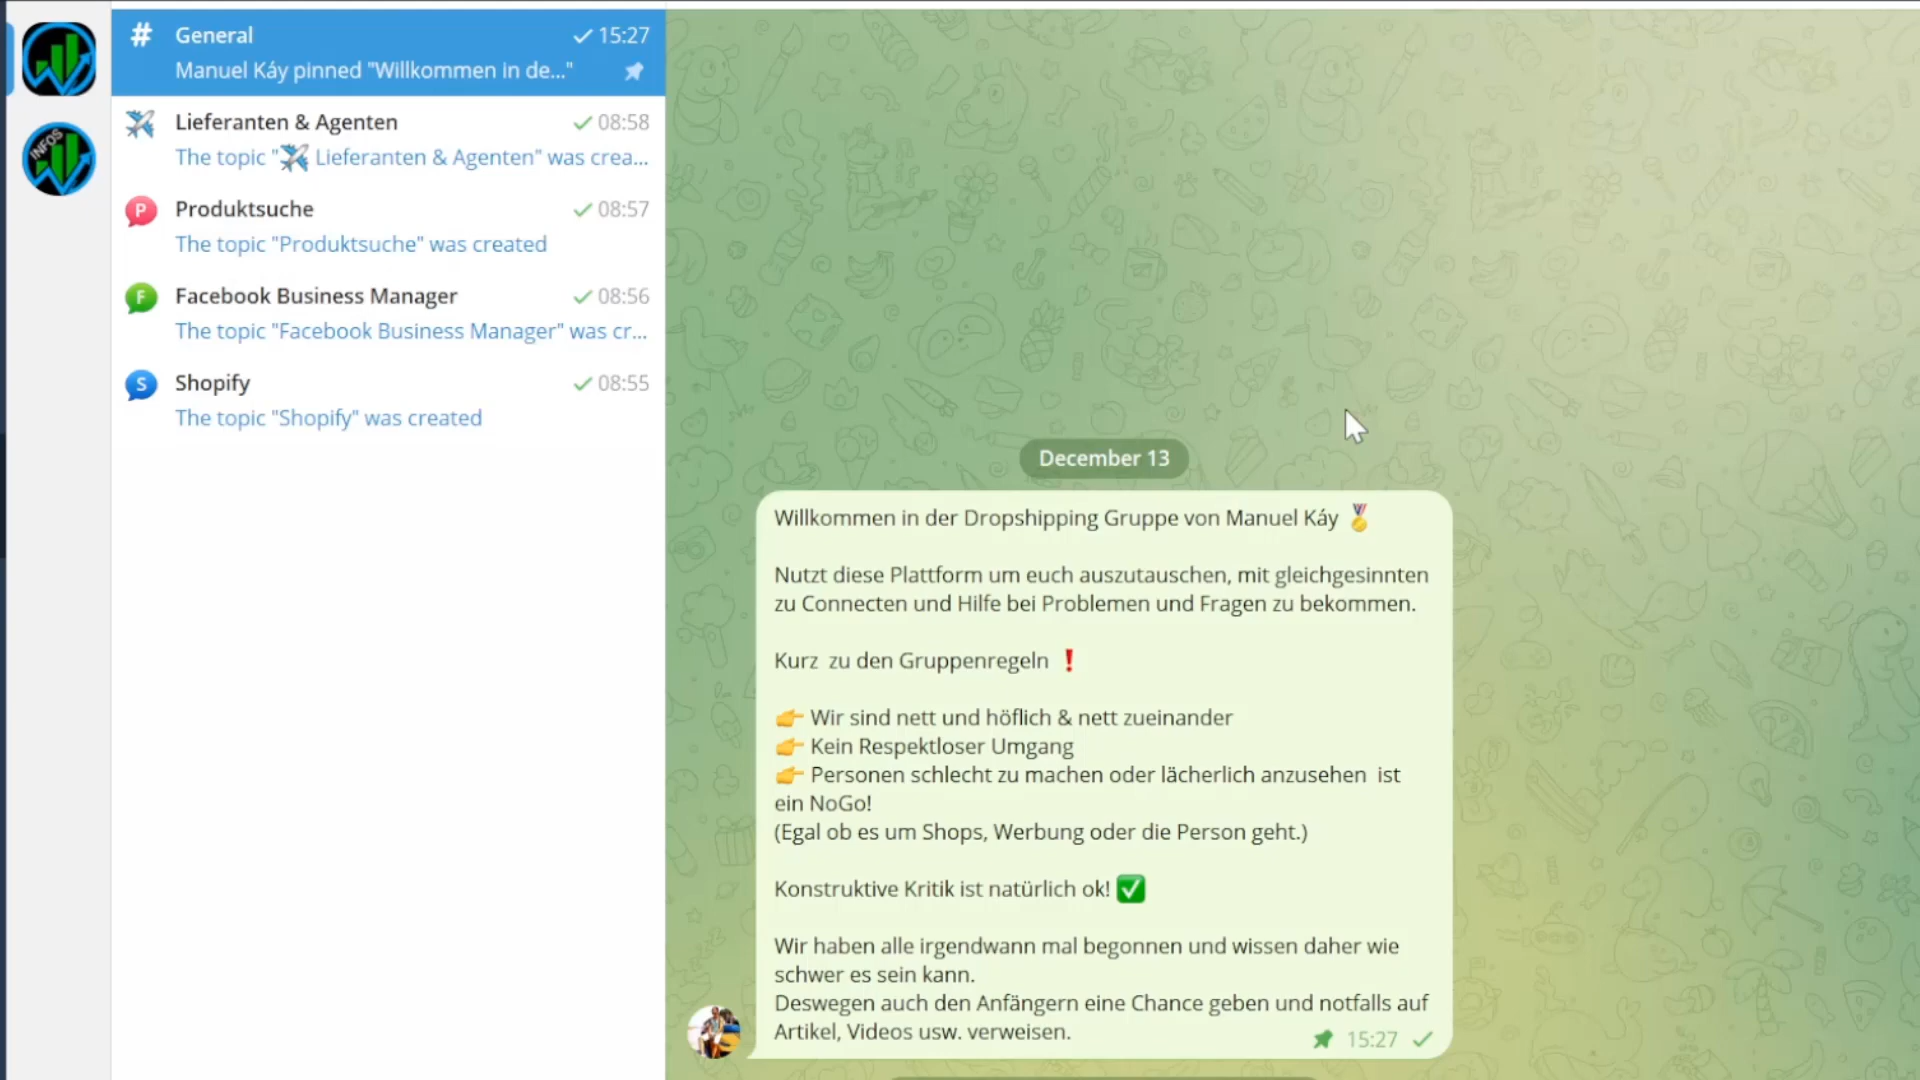 # General 15:27
Manuel Káy pinned "Willkommen in de..."
INFOS
Lieferanten & Agenten 08:58
The topic "✈️ Lieferanten & Agenten" was crea...
P Produktsuche 08:57
The topic "Produktsuche" was created
F Facebook Business Manager 08:56
The topic "Facebook Business Manager" was cr...
S Shopify 08:55
The topic "Shopify" was created
December 13
Willkommen in der Dropshipping Gruppe von Manuel Káy 🏅
Nutzt diese Plattform um euch auszutauschen, mit gleichgesinnten
zu Connecten und Hilfe bei Problemen und Fragen zu bekommen.
Kurz zu den Gruppenregeln ❗
👉 Wir sind nett und höflich & nett zueinander
👉 Kein Respektloser Umgang
👉 Personen schlecht zu machen oder lächerlich anzusehen ist
ein NoGo!
(Egal ob es um Shops, Werbung oder die Person geht.)
Konstruktive Kritik ist natürlich ok! ✅
Wir haben alle irgendwann mal begonnen und wissen daher wie
schwer es sein kann.
Deswegen auch den Anfängern eine Chance geben und notfalls auf
Artikel, Videos usw. verweisen.
15:27